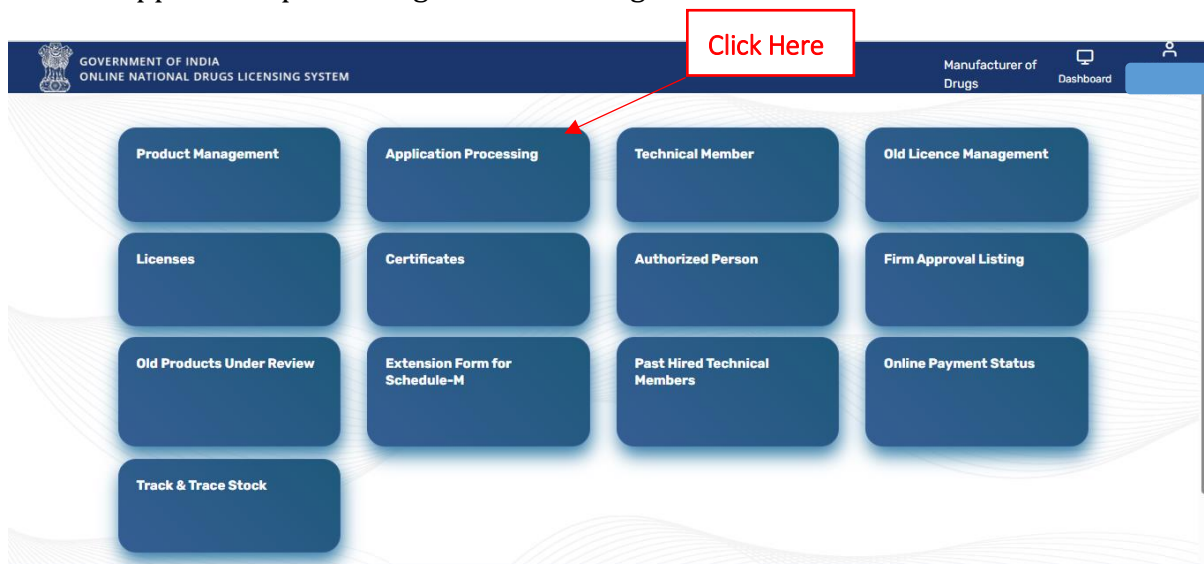 Click Here
GOVERNMENT OF INDIA
ONLINE NATIONAL DRUGS LICENSING SYSTEM
Manufacturer of
Drugs
Dashboard
Product Management
Application Processing
Technical Member
Old Licence Management
Licenses
Certificates
Authorized Person
Firm Approval Listing
Old Products Under Review
Extension Form for
Schedule-M
Past Hired Technical
Members
Online Payment Status
Track & Trace Stock